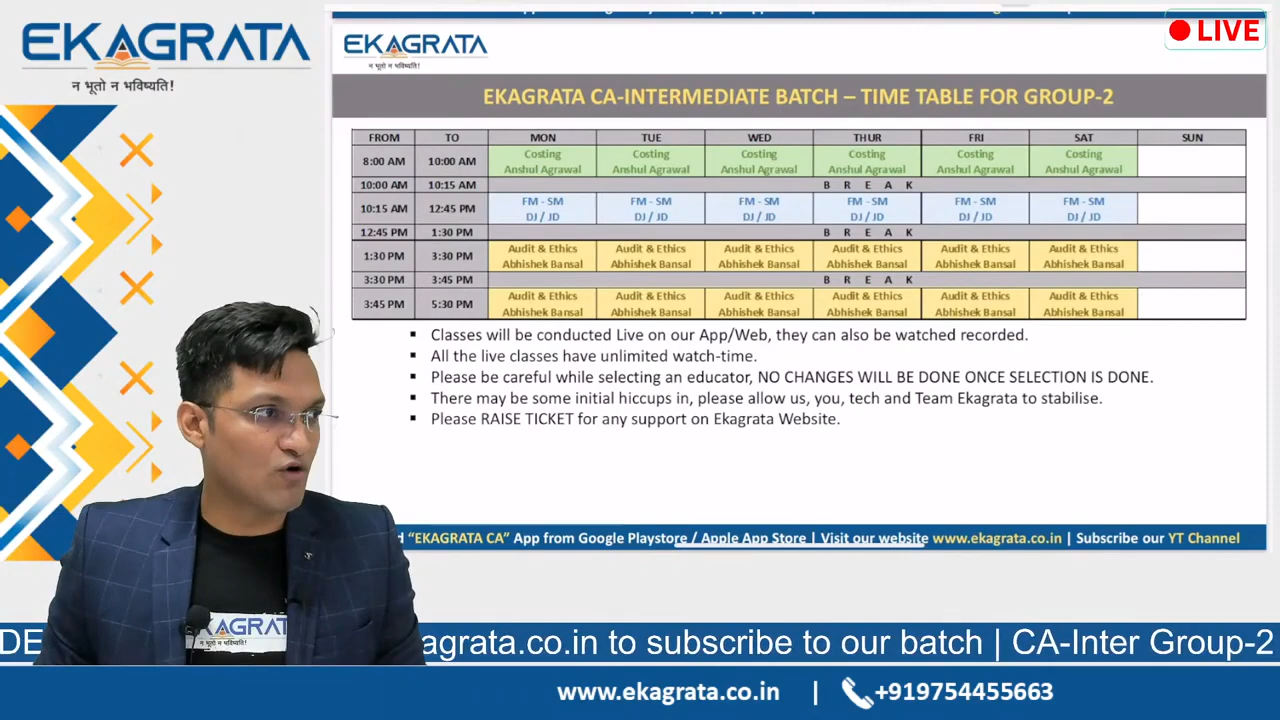 EKAGRATA
न भूतो न भविष्यति!
LIVE
EKAGRATA
न भूतो न भविष्यति!
EKAGRATA CA-INTERMEDIATE BATCH – TIME TABLE FOR GROUP-2
FROM TO MON TUE WED THUR FRI SAT SUN
8:00 AM 10:00 AM Costing Costing Costing Costing Costing Costing
Anshul Agrawal Anshul Agrawal Anshul Agrawal Anshul Agrawal Anshul Agrawal Anshul Agrawal
10:00 AM 10:15 AM B R E A K
10:15 AM 12:45 PM FM - SM FM - SM FM - SM FM - SM FM - SM FM - SM
DJ / JD DJ / JD DJ / JD DJ / JD DJ / JD DJ / JD
12:45 PM 1:30 PM B R E A K
1:30 PM 3:30 PM Audit & Ethics Audit & Ethics Audit & Ethics Audit & Ethics Audit & Ethics Audit & Ethics
Abhishek Bansal Abhishek Bansal Abhishek Bansal Abhishek Bansal Abhishek Bansal Abhishek Bansal
3:30 PM 3:45 PM B R E A K
3:45 PM 5:30 PM Audit & Ethics Audit & Ethics Audit & Ethics Audit & Ethics Audit & Ethics Audit & Ethics
Abhishek Bansal Abhishek Bansal Abhishek Bansal Abhishek Bansal Abhishek Bansal Abhishek Bansal
▪ Classes will be conducted Live on our App/Web, they can also be watched recorded.
▪ All the live classes have unlimited watch-time.
▪ Please be careful while selecting an educator, NO CHANGES WILL BE DONE ONCE SELECTION IS DONE.
▪ There may be some initial hiccups in, please allow us, you, tech and Team Ekagrata to stabilise.
▪ Please RAISE TICKET for any support on Ekagrata Website.
"EKAGRATA CA" App from Google Playstore / Apple App Store | Visit our website www.ekagrata.co.in | Subscribe our YT Channel
KAGRAT
न भूतो न भविष्यति!
DE agrata.co.in to subscribe to our batch | CA-Inter Group-2
www.ekagrata.co.in | +919754455663